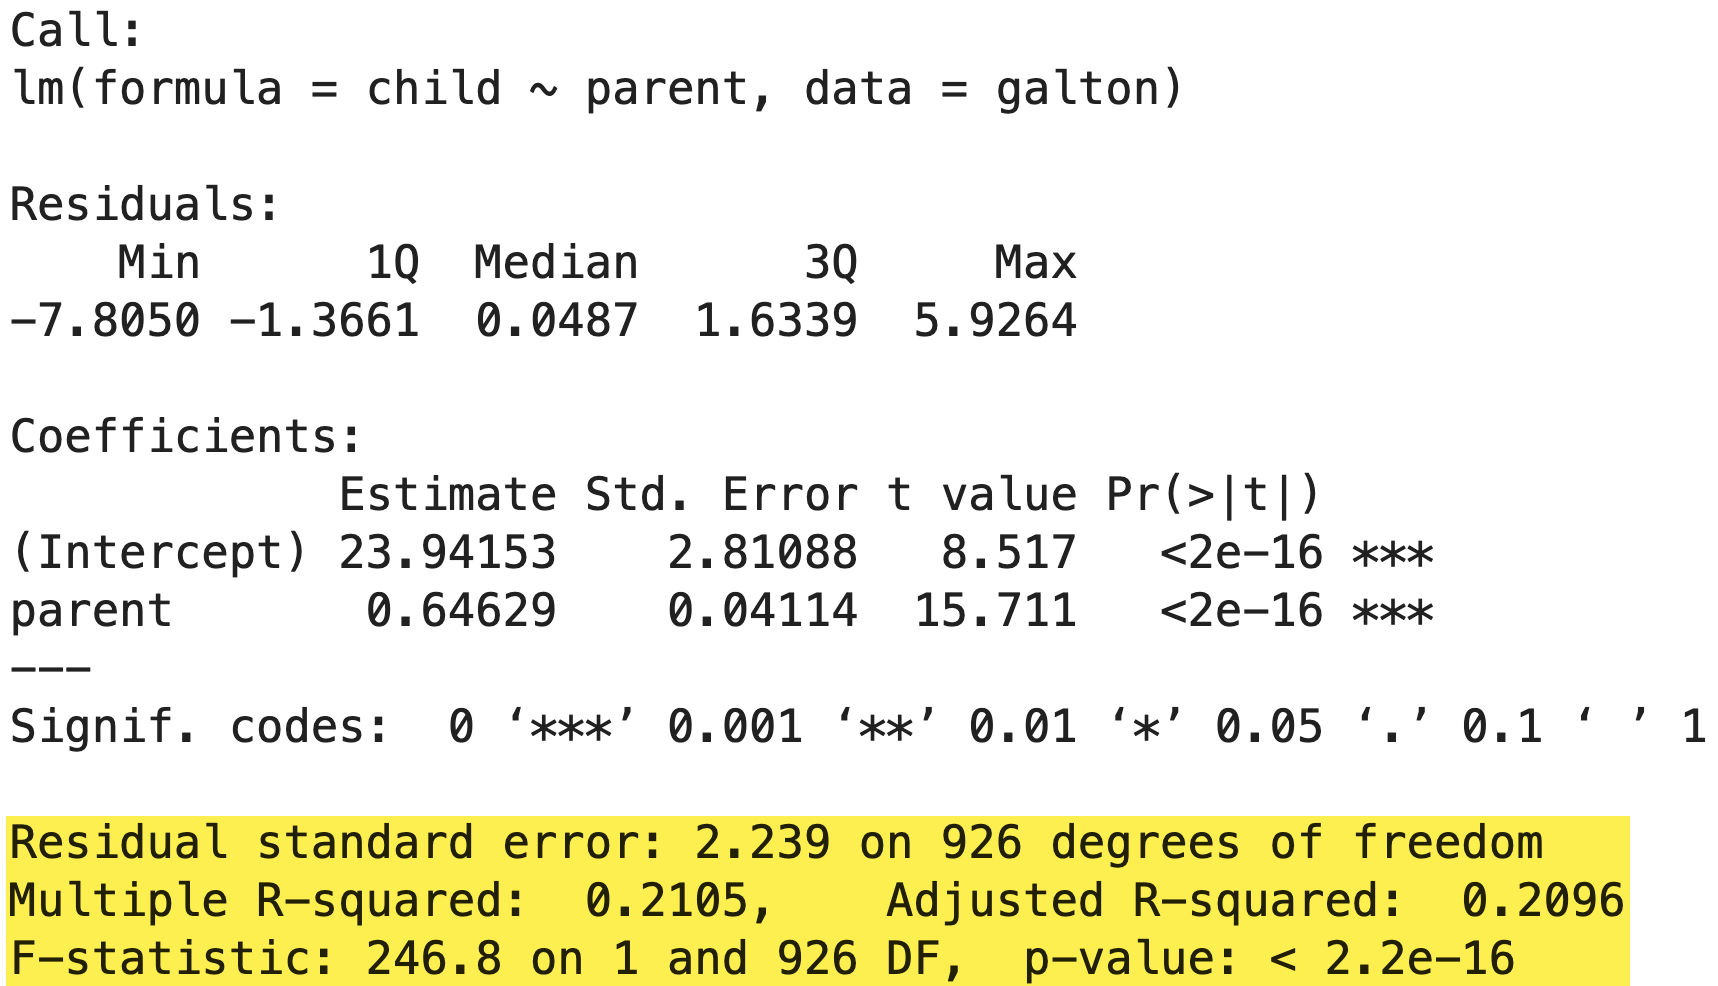 Call:
lm(formula = child ~ parent, data = galton)
Residuals:
    Min      1Q  Median      3Q     Max
−7.8050 −1.3661  0.0487  1.6339  5.9264
Coefficients:
            Estimate Std. Error t value Pr(>|t|)
(Intercept) 23.94153    2.81088   8.517   <2e−16 ***
parent       0.64629    0.04114  15.711   <2e−16 ***
−−−
Signif. codes:  0 ‘***’ 0.001 ‘**’ 0.01 ‘*’ 0.05 ‘.’ 0.1 ‘ ’ 1
Residual standard error: 2.239 on 926 degrees of freedom
Multiple R−squared:  0.2105,    Adjusted R−squared:  0.2096
F−statistic: 246.8 on 1 and 926 DF,  p−value: < 2.2e−16